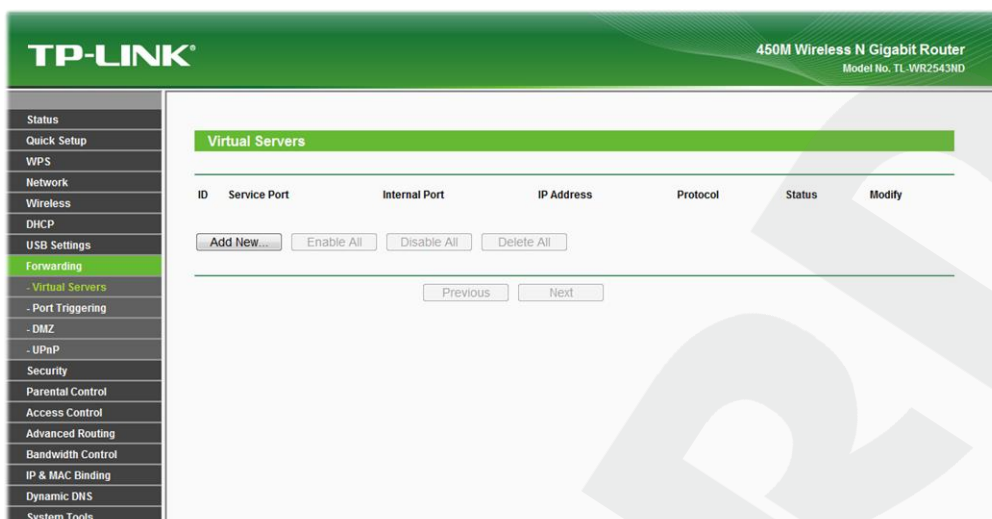 TP-LINK®
450M Wireless N Gigabit Router
Model No. TL-WR2543ND
Status
Quick Setup
WPS
Network
Wireless
DHCP
USB Settings
Forwarding
- Virtual Servers
- Port Triggering
- DMZ
- UPnP
Security
Parental Control
Access Control
Advanced Routing
Bandwidth Control
IP & MAC Binding
Dynamic DNS
System Tools
Virtual Servers
ID Service Port Internal Port IP Address Protocol Status Modify
Add New... Enable All Disable All Delete All
Previous Next